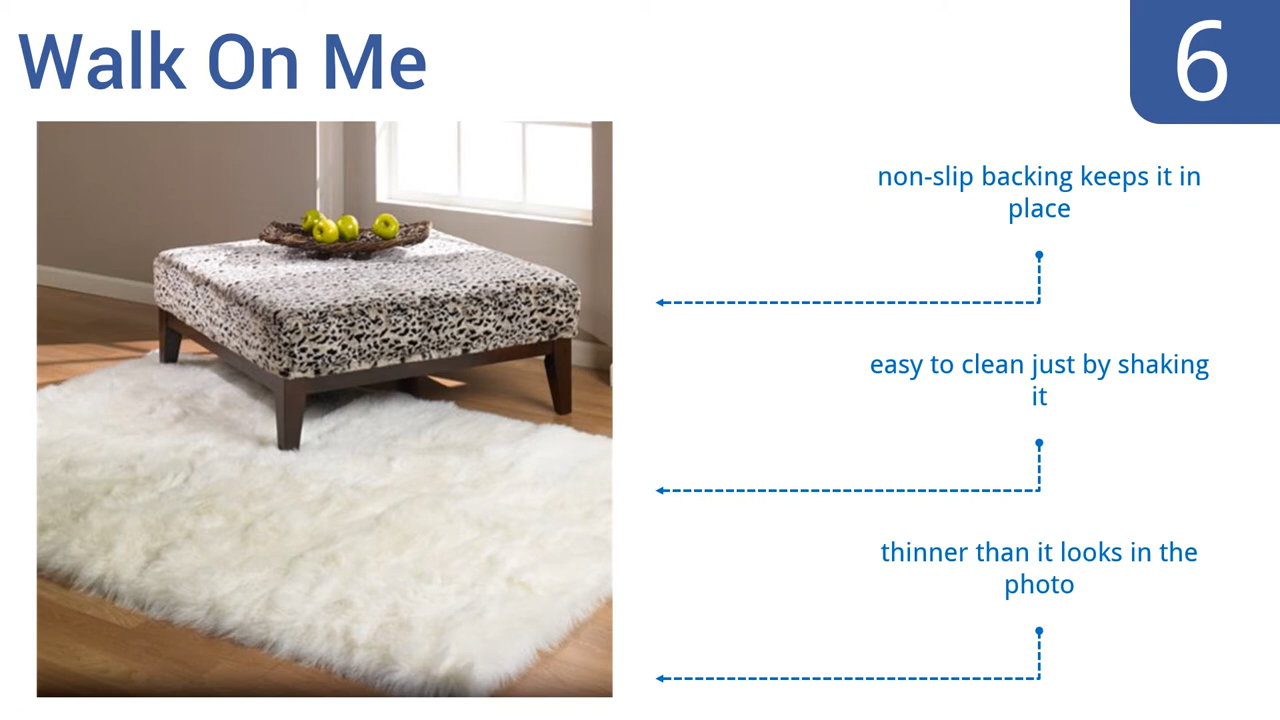 Walk On Me
6
non-slip backing keeps it in
place
easy to clean just by shaking
it
thinner than it looks in the
photo